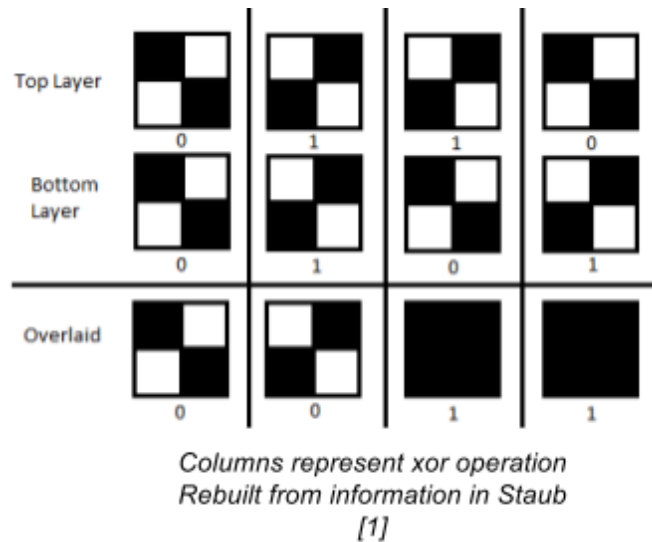 Top Layer
0 1 1 0
Bottom
Layer
0 1 0 1
Overlaid
0 0 1 1
Columns represent xor operation
Rebuilt from information in Staub
[1]